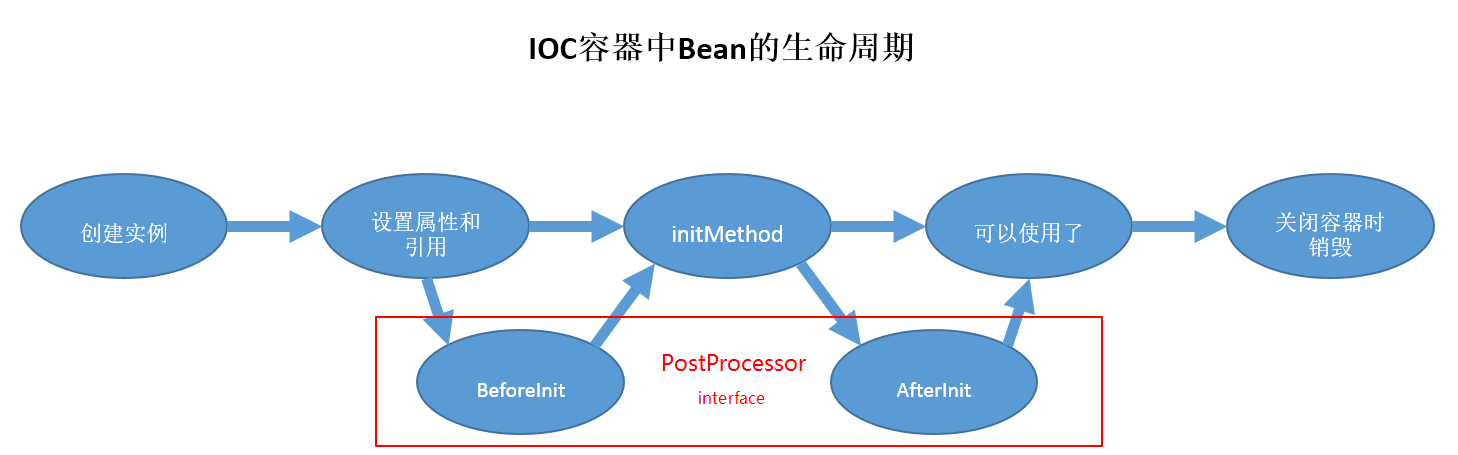 IOC容器中Bean的生命周期
创建实例
设置属性和
引用
initMethod
可以使用了
关闭容器时
销毁
BeforeInit
PostProcessor
interface
AfterInit